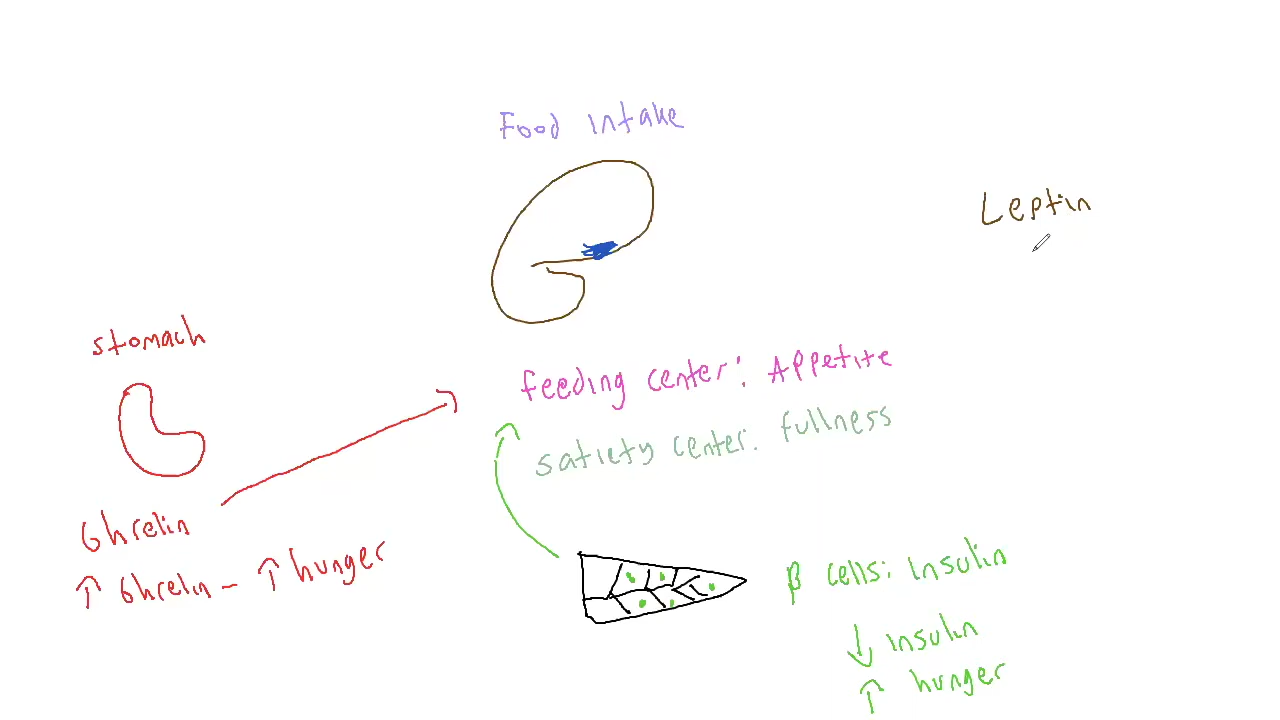 Food Intake
Leptin
stomach
feeding center: Appetite
satiety center: fullness
Ghrelin
↑ Ghrelin – ↑ hunger
β cells: insulin
↓ insulin
↑ hunger